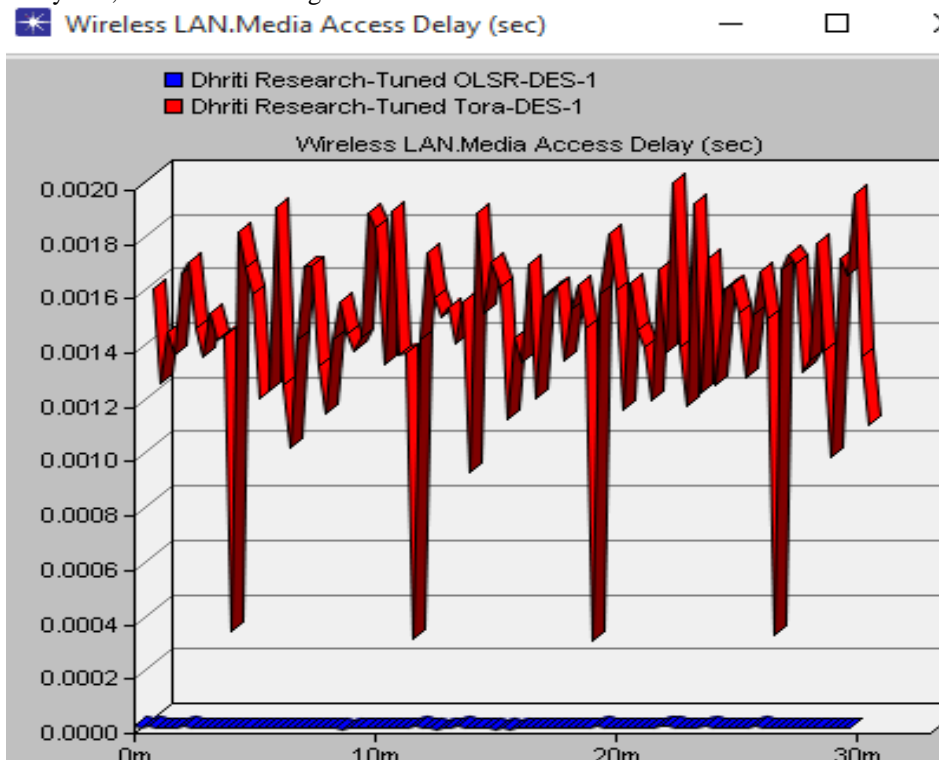 Wireless LAN.Media Access Delay (sec)
Dhriti Research-Tuned OLSR-DES-1
Dhriti Research-Tuned Tora-DES-1
Wireless LAN.Media Access Delay (sec)
0.0020
0.0018
0.0016
0.0014
0.0012
0.0010
0.0008
0.0006
0.0004
0.0002
0.0000
0m 10m 20m 30m